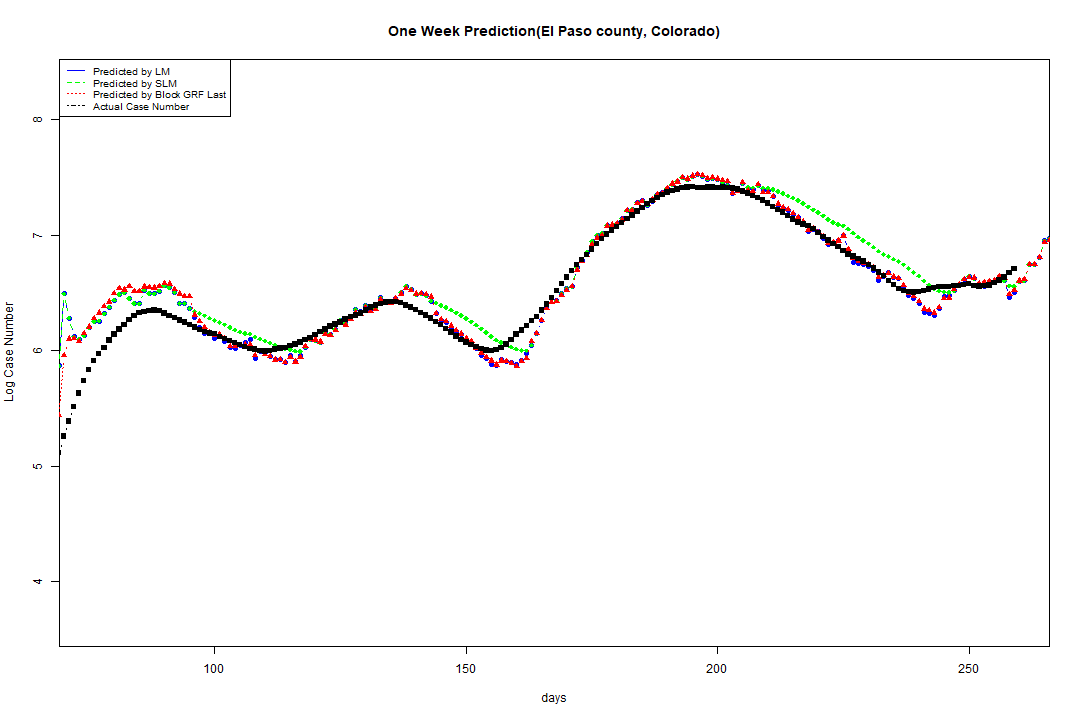 One Week Prediction(El Paso county, Colorado)
Predicted by LM
Predicted by SLM
Predicted by Block GRF Last
Actual Case Number
Log Case Number
8
7
6
5
4
100
150
200
250
days